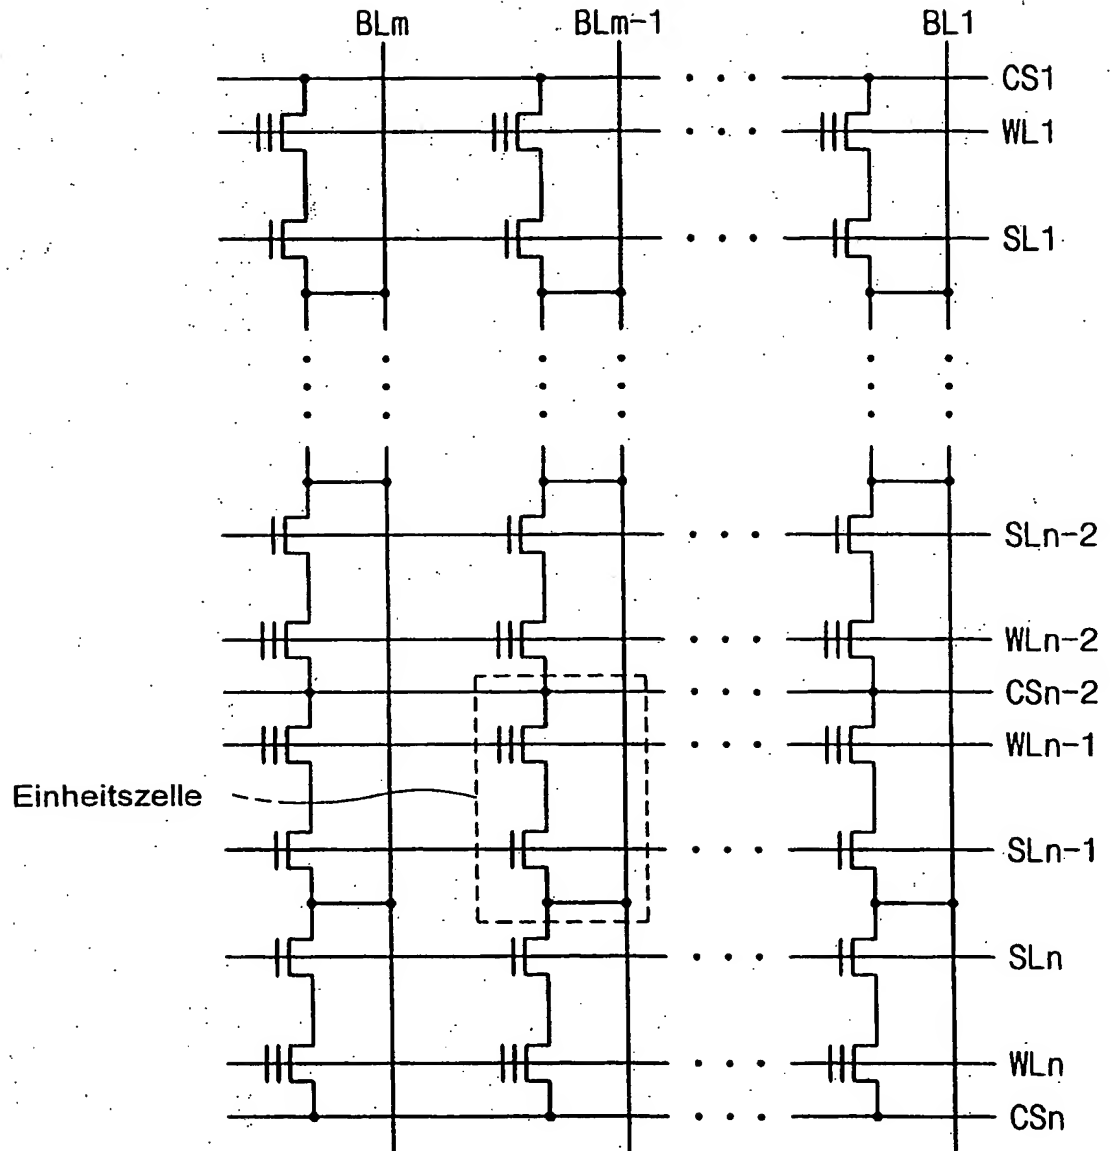 BLm BLm-1 BL1
CS1
WL1
SL1
SLn-2
WLn-2
CSn-2
WLn-1
Einheitszelle
SLn-1
SLn
WLn
CSn